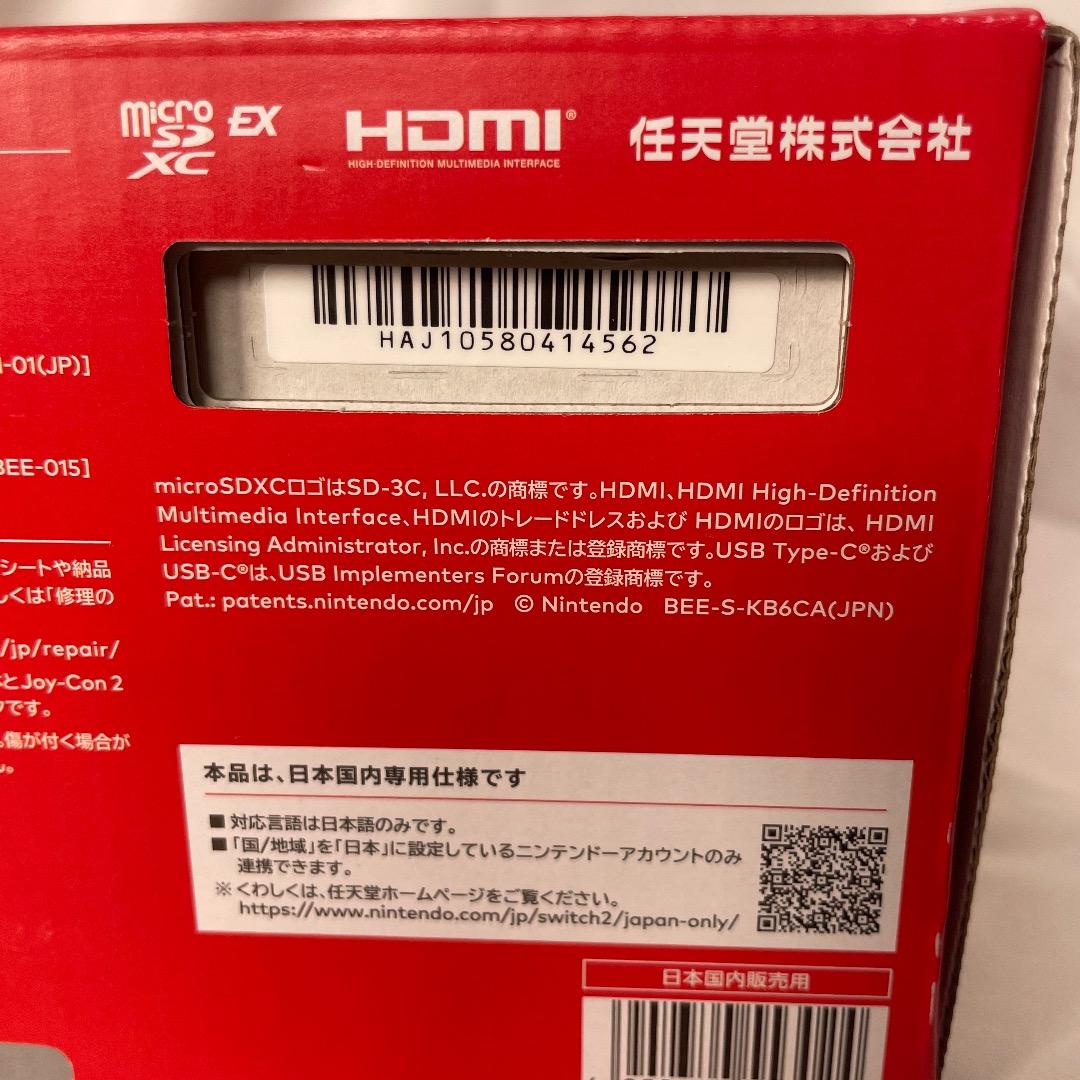 micro SD XC EX
HDMI®
HIGH-DEFINITION MULTIMEDIA INTERFACE
任天堂株式会社
HAJ10580414562
-01(JP)]
BEE-015]
シートや納品
しくは「修理の
/jp/repair/
とJoy-Con 2
です。
傷が付く場合が
microSDXCロゴはSD-3C, LLC.の商標です。HDMI、HDMI High-Definition
Multimedia Interface、HDMIのトレードドレスおよび HDMIのロゴは、 HDMI
Licensing Administrator, Inc.の商標または登録商標です。USB Type-C®および
USB-C®は、USB Implementers Forumの登録商標です。
Pat.: patents.nintendo.com/jp © Nintendo BEE-S-KB6CA(JPN)
本品は、日本国内専用仕様です
■ 対応言語は日本語のみです。
■ 「国/地域」を「日本」に設定しているニンテンドーアカウントのみ
連携できます。
※ くわしくは、任天堂ホームページをご覧ください。
https://www.nintendo.com/jp/switch2/japan-only/
日本国内販売用